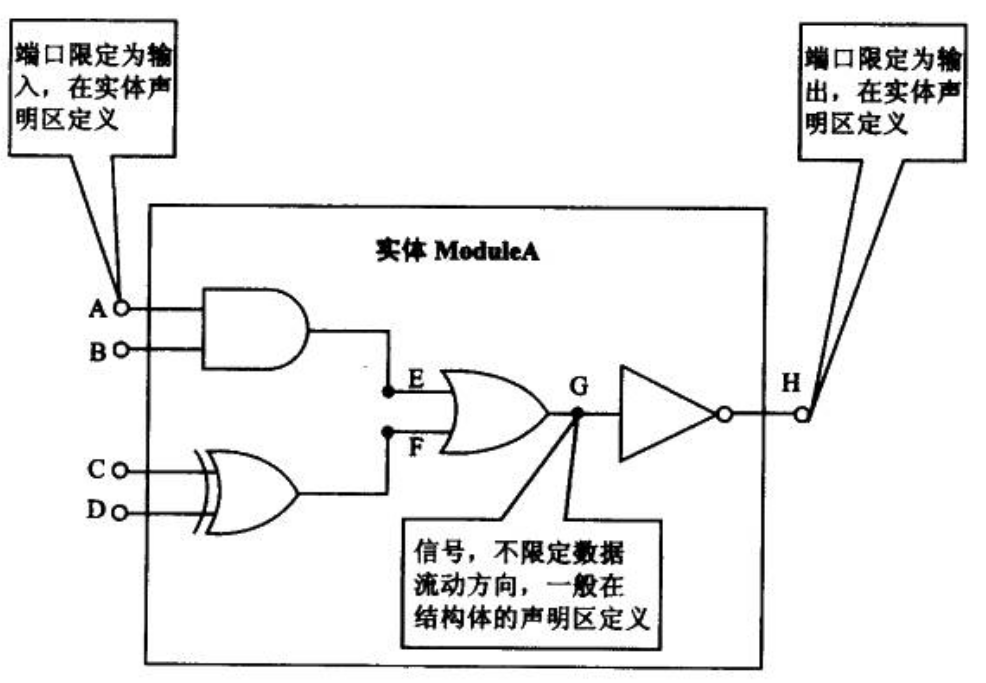 端口限定为输
入，在实体声
明区定义
端口限定为输
出，在实体声
明区定义
实体 ModuleA
A
B
E
G
H
F
C
D
信号，不限定数据
流动方向，一般在
结构体的声明区定义